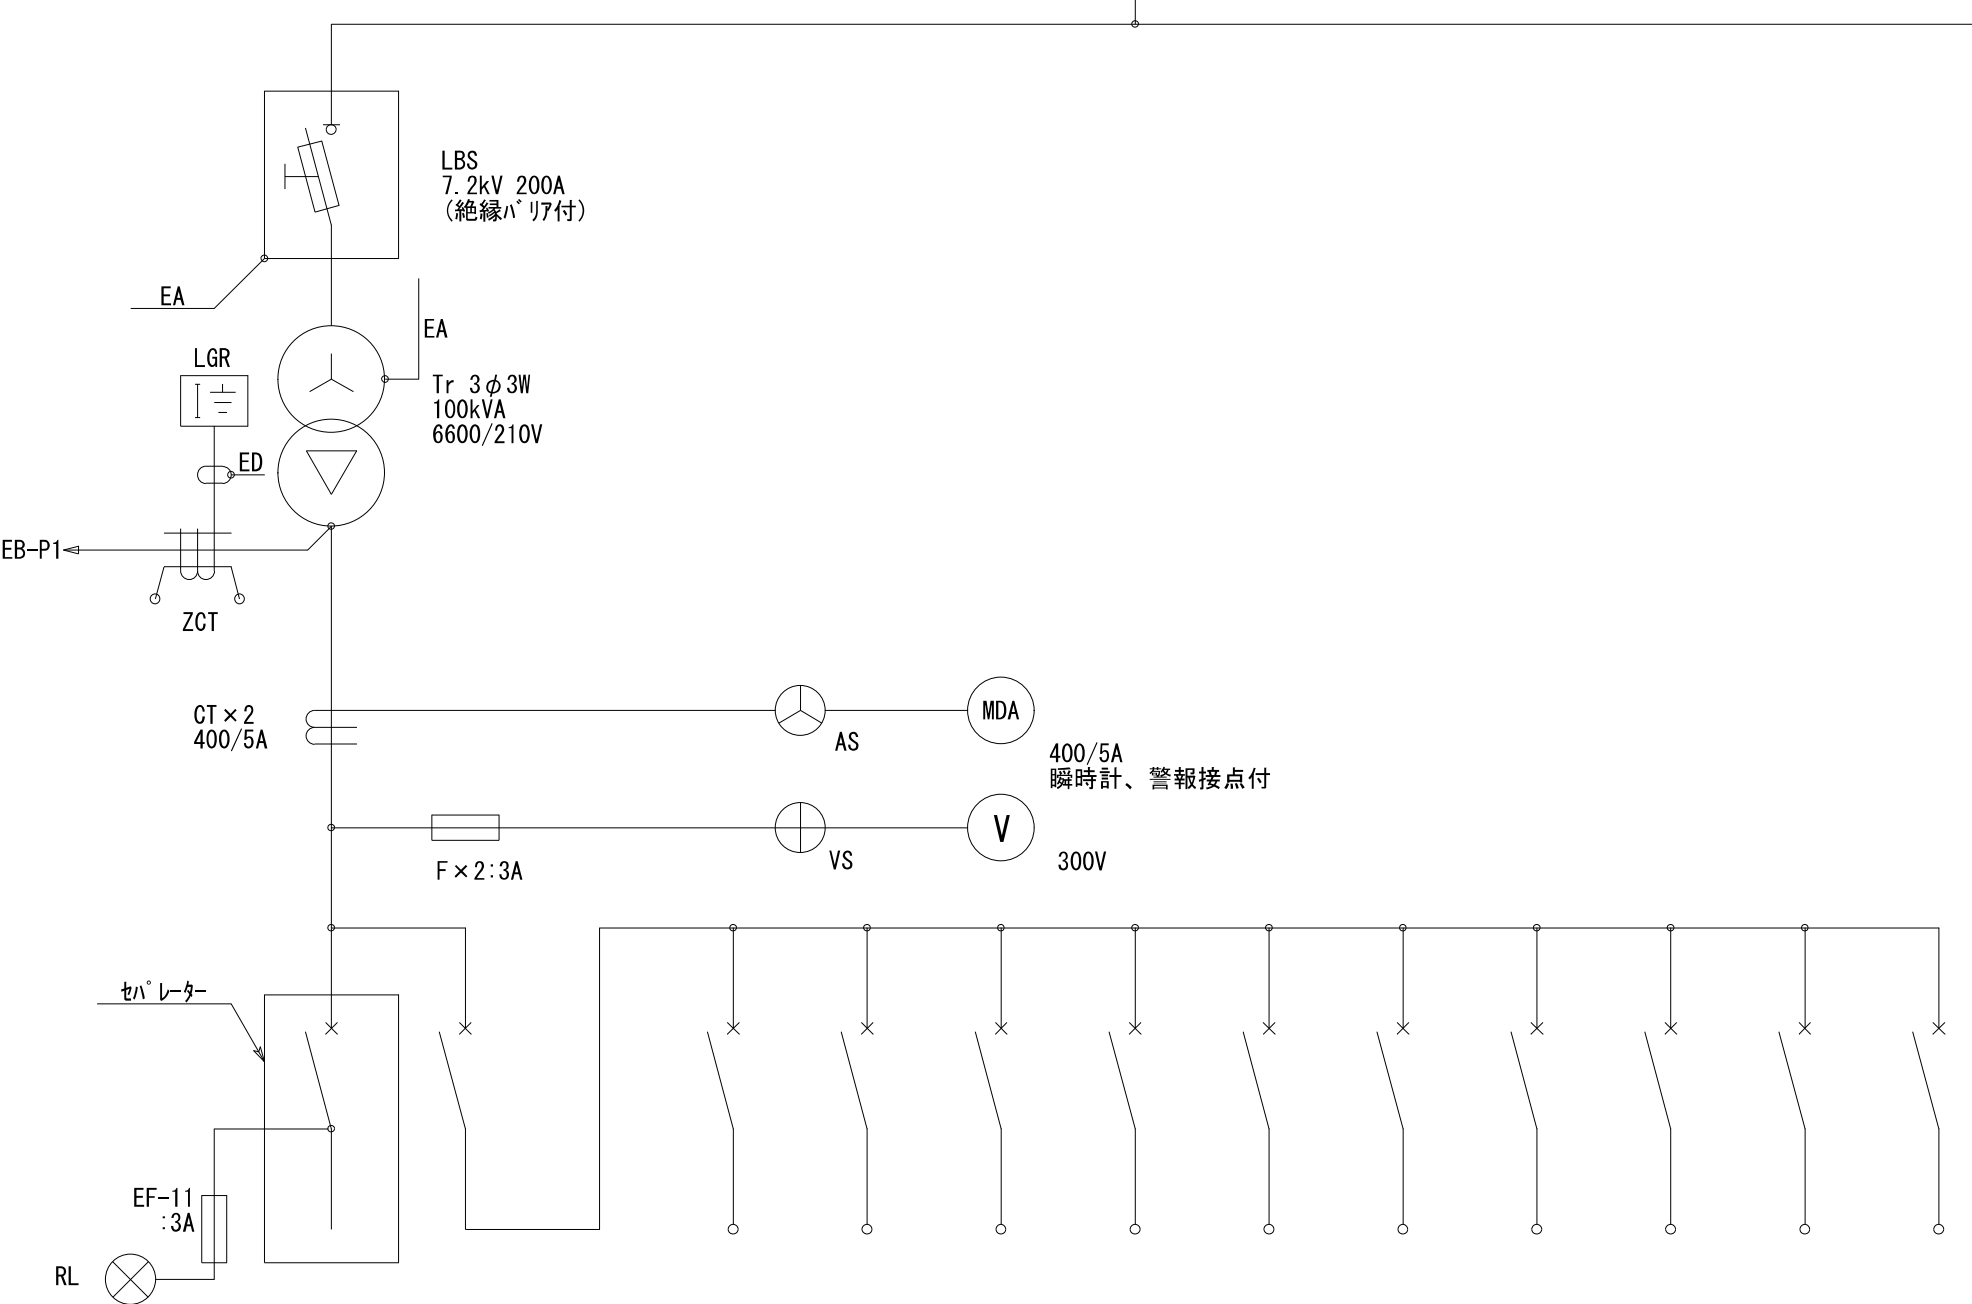 LBS
7.2kV 200A
(絶縁ﾊﾞﾘｱ付)
EA
EA
LGR
Tr 3φ3W
100kVA
6600/210V
ED
EB-P1
ZCT
CT×2
400/5A
MDA
AS
400/5A
瞬時計、警報接点付
V
VS
300V
F×2:3A
ｾﾊﾟﾚｰﾀｰ
EF-11
:3A
RL